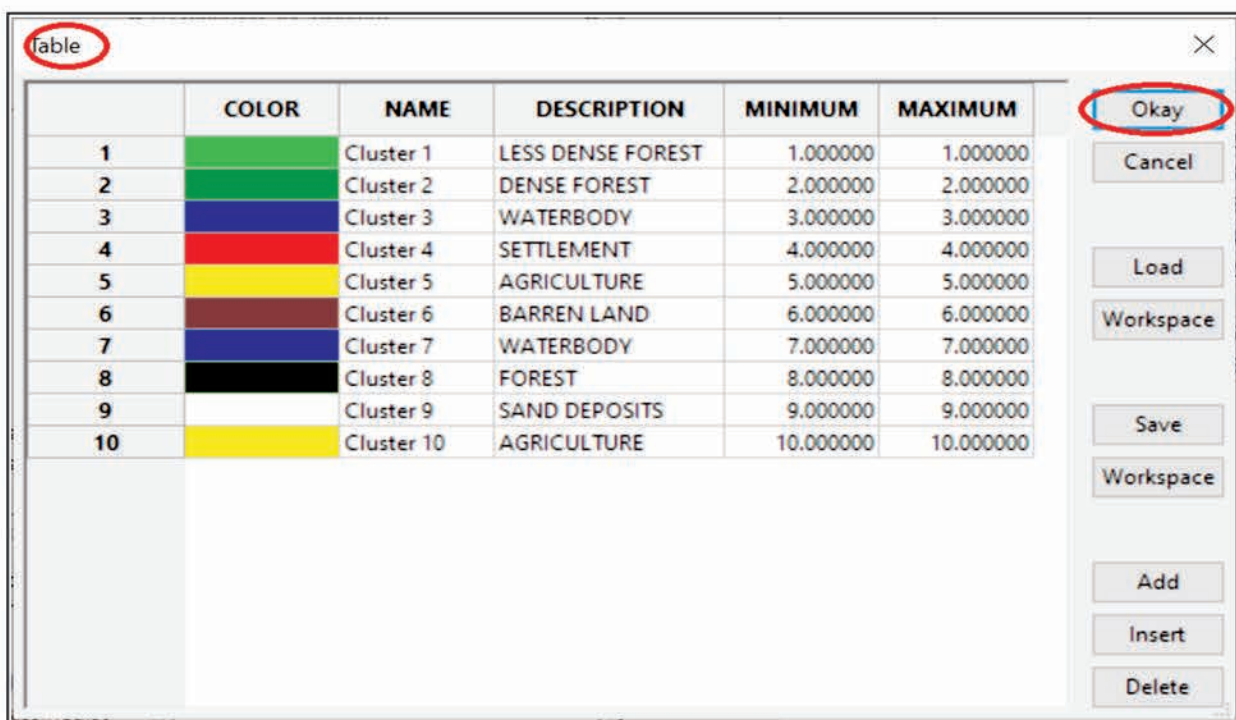 Table
COLOR NAME DESCRIPTION MINIMUM MAXIMUM
1 Cluster 1 LESS DENSE FOREST 1.000000 1.000000
2 Cluster 2 DENSE FOREST 2.000000 2.000000
3 Cluster 3 WATERBODY 3.000000 3.000000
4 Cluster 4 SETTLEMENT 4.000000 4.000000
5 Cluster 5 AGRICULTURE 5.000000 5.000000
6 Cluster 6 BARREN LAND 6.000000 6.000000
7 Cluster 7 WATERBODY 7.000000 7.000000
8 Cluster 8 FOREST 8.000000 8.000000
9 Cluster 9 SAND DEPOSITS 9.000000 9.000000
10 Cluster 10 AGRICULTURE 10.000000 10.000000
Okay
Cancel
Load
Workspace
Save
Workspace
Add
Insert
Delete